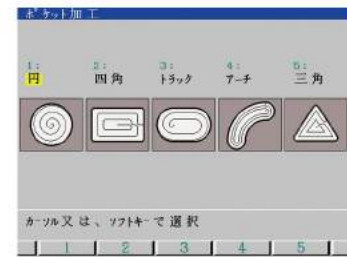 ポケット加工
1: 2: 3: 4: 5:
円 四角 トラック アーチ 三角
カーソル又は、ソフトキーで選択
1 2 3 4 5